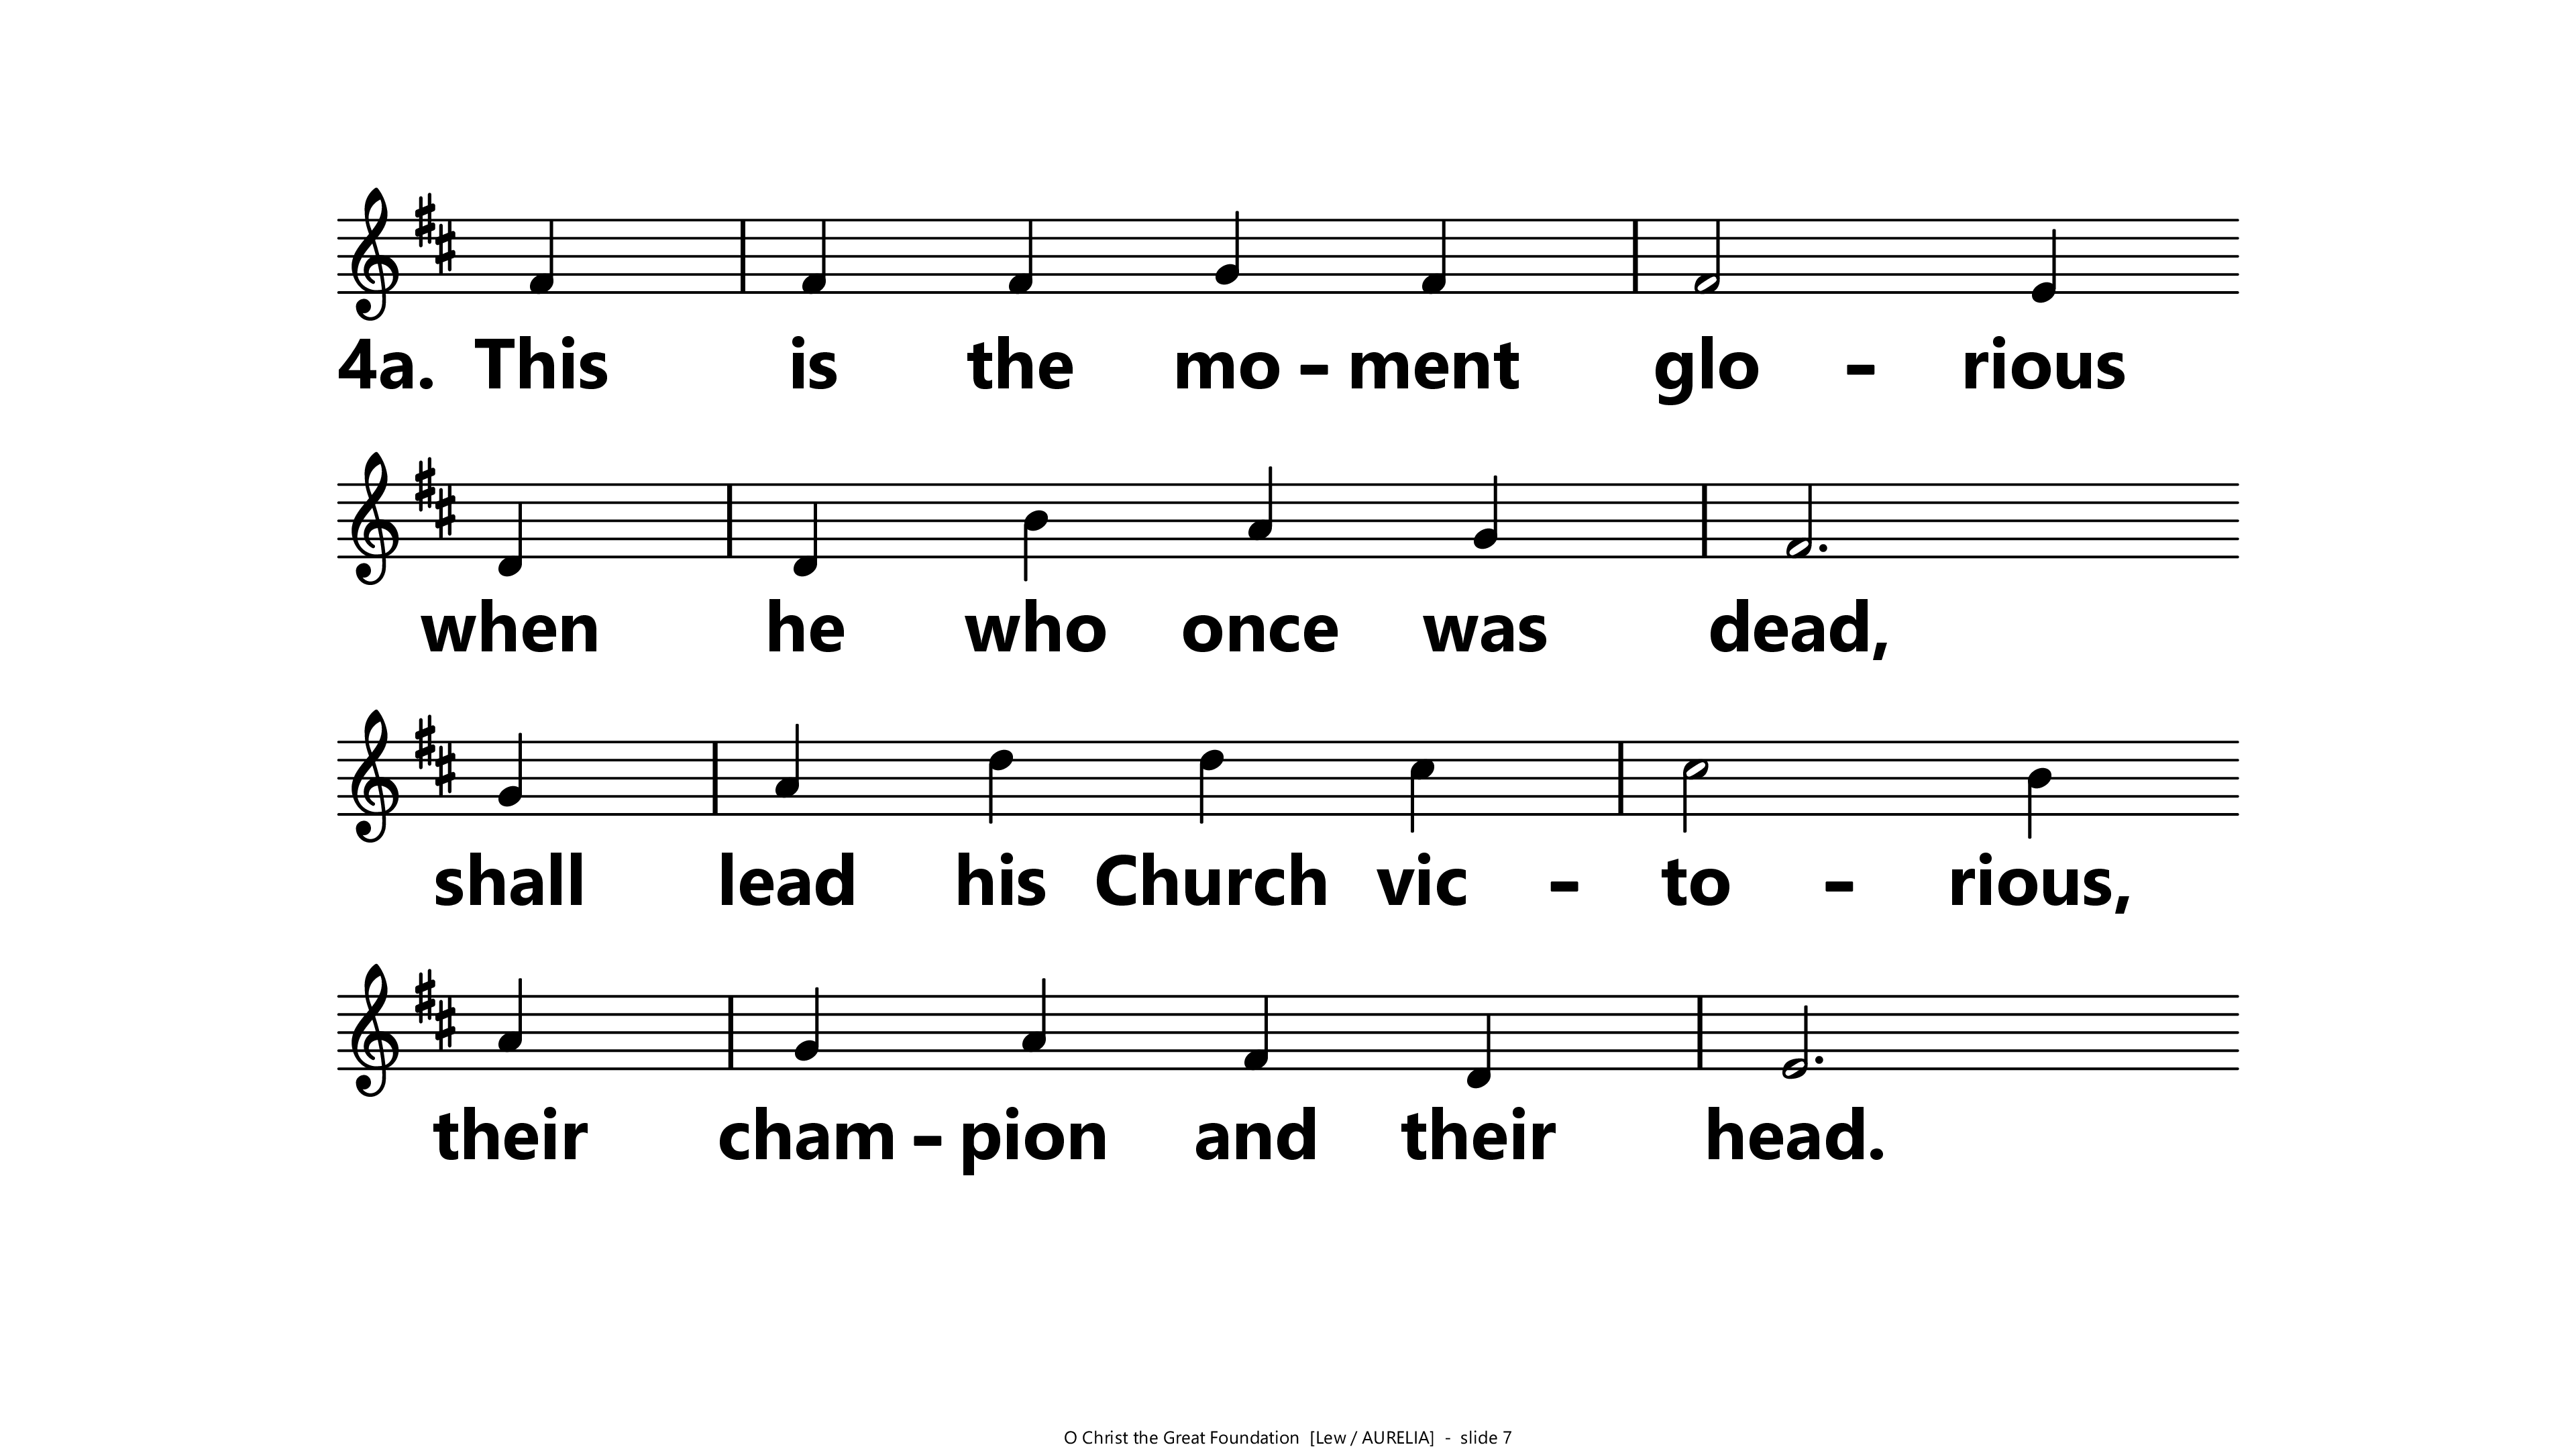 4a. This is the mo - ment glo - rious
when he who once was dead,
shall lead his Church vic - to - rious,
their cham - pion and their head.
O Christ the Great Foundation [Lew / AURELIA] - slide 7